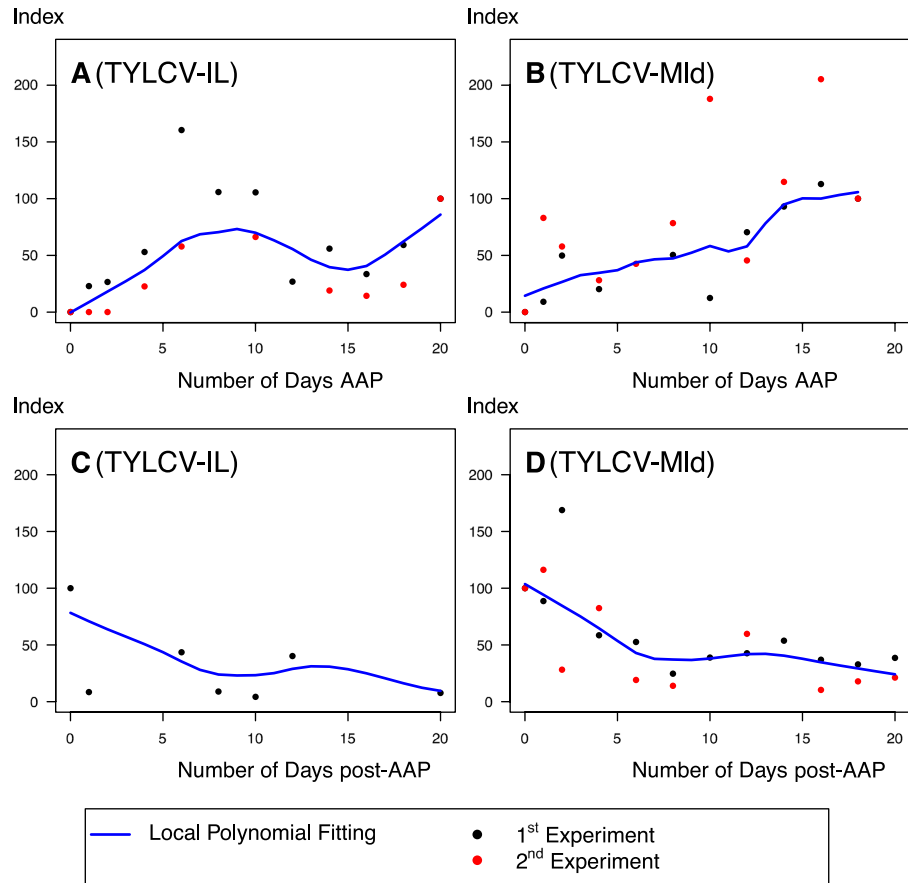 Index
A (TYLCV-IL)
200
150
100
50
0
0 5 10 15 20
Number of Days AAP
Index
B (TYLCV-Mld)
200
150
100
50
0
0 5 10 15 20
Number of Days AAP
Index
C (TYLCV-IL)
200
150
100
50
0
0 5 10 15 20
Number of Days post-AAP
Index
D (TYLCV-Mld)
200
150
100
50
0
0 5 10 15 20
Number of Days post-AAP
Local Polynomial Fitting
1st Experiment
2nd Experiment